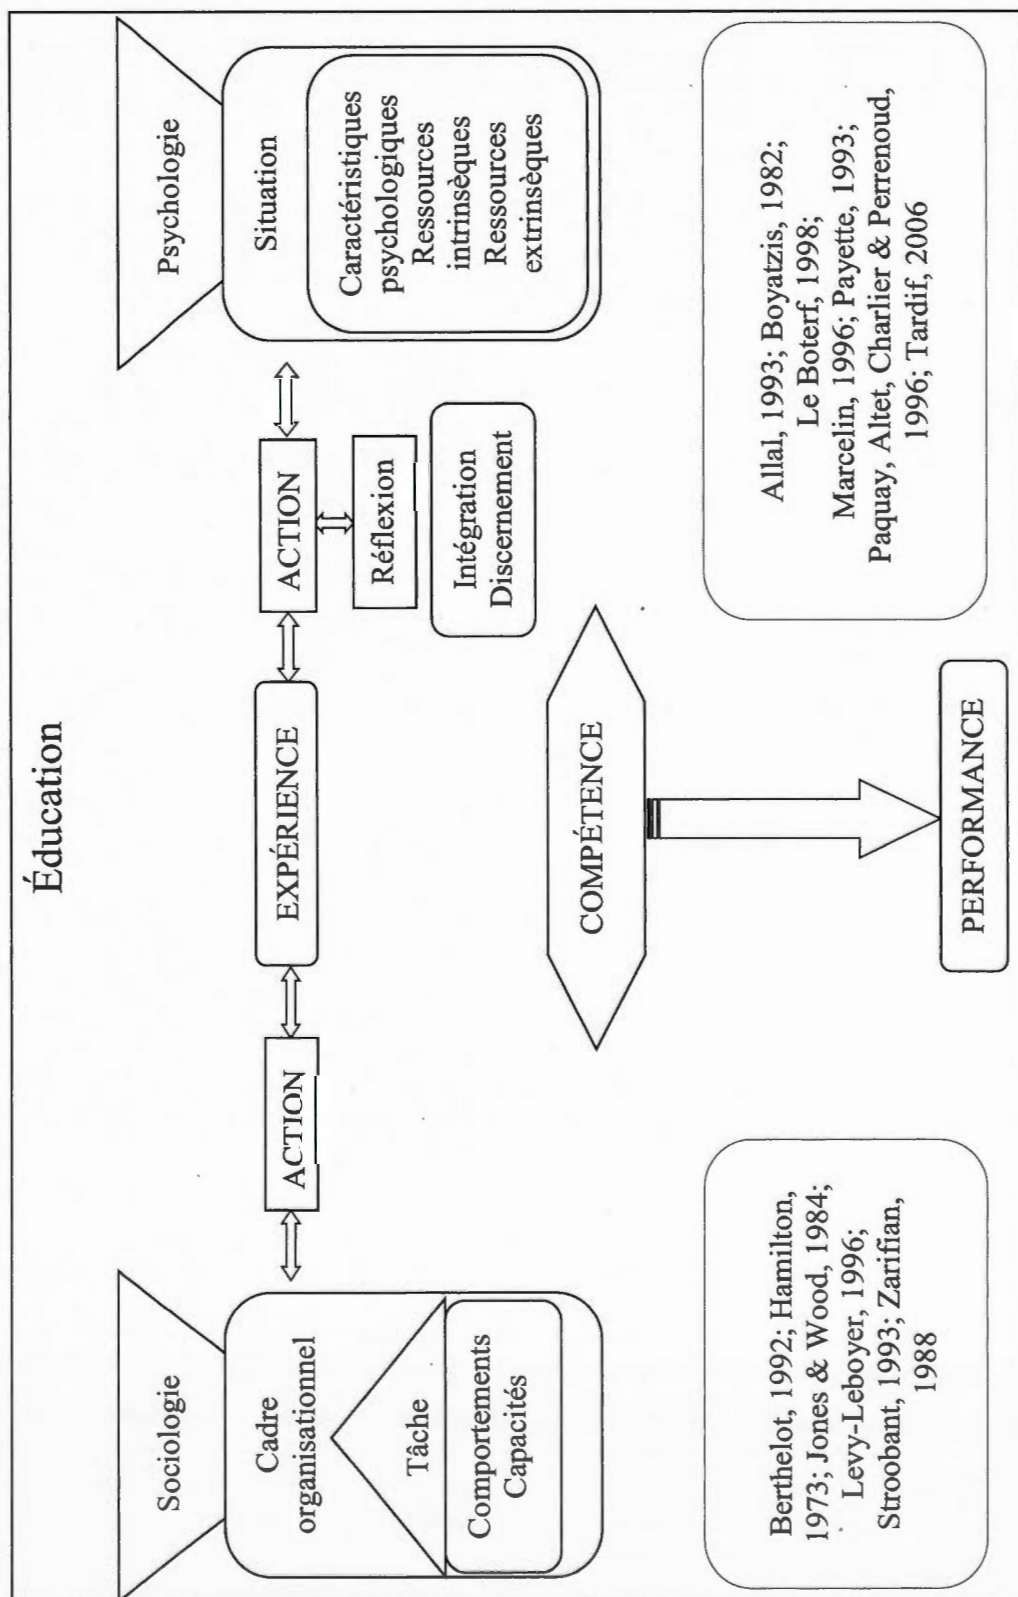 Éducation
Sociologie
Cadre
organisationnel
Tâche
Comportements
Capacités
ACTION
EXPÉRIENCE
ACTION
Réflexion
Intégration
Discernement
Psychologie
Situation
Caractéristiques
psychologiques
Ressources
intrinsèques
Ressources
extrinsèques
COMPÉTENCE
PERFORMANCE
Berthelot, 1992; Hamilton,
1973; Jones & Wood, 1984;
Levy-Leboyer, 1996;
Stroobant, 1993; Zarifian,
1988
Allal, 1993; Boyatzis, 1982;
Le Boterf, 1998;
Marcelin, 1996; Payette, 1993;
Paquay, Altet, Charlier & Perrenoud,
1996; Tardif, 2006